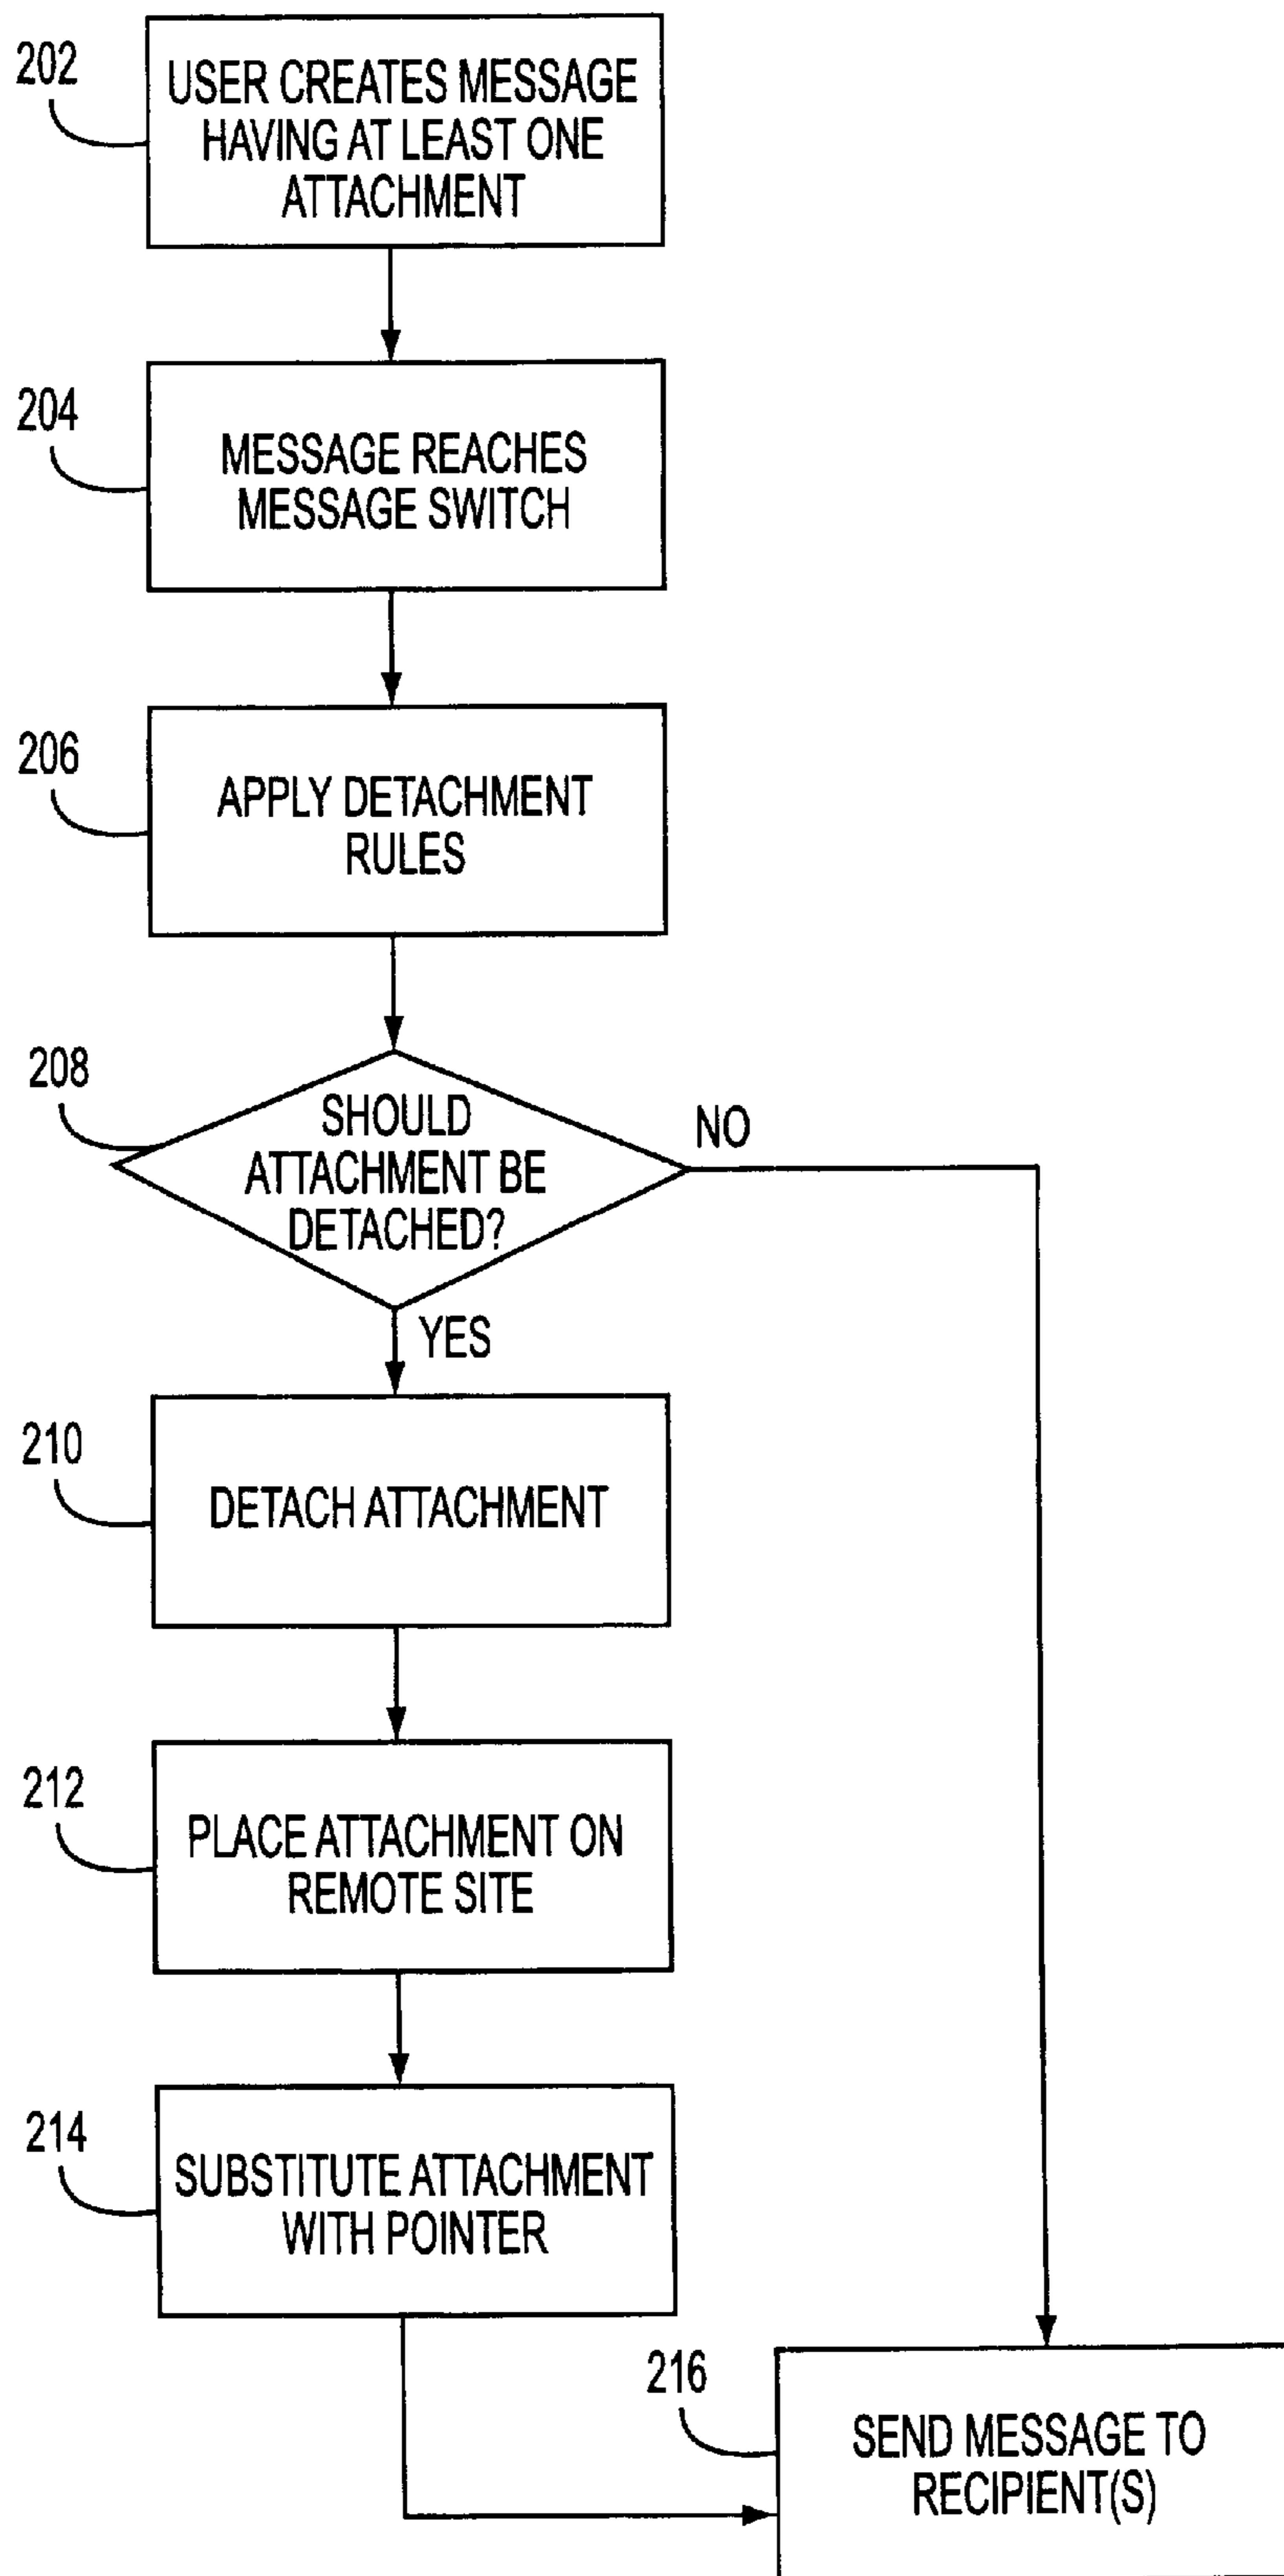 202
USER CREATES MESSAGE
HAVING AT LEAST ONE
ATTACHMENT
204
MESSAGE REACHES
MESSAGE SWITCH
206
APPLY DETACHMENT
RULES
208
SHOULD
ATTACHMENT BE
DETACHED?
NO
YES
210
DETACH ATTACHMENT
212
PLACE ATTACHMENT ON
REMOTE SITE
214
SUBSTITUTE ATTACHMENT
WITH POINTER
216
SEND MESSAGE TO
RECIPIENT(S)